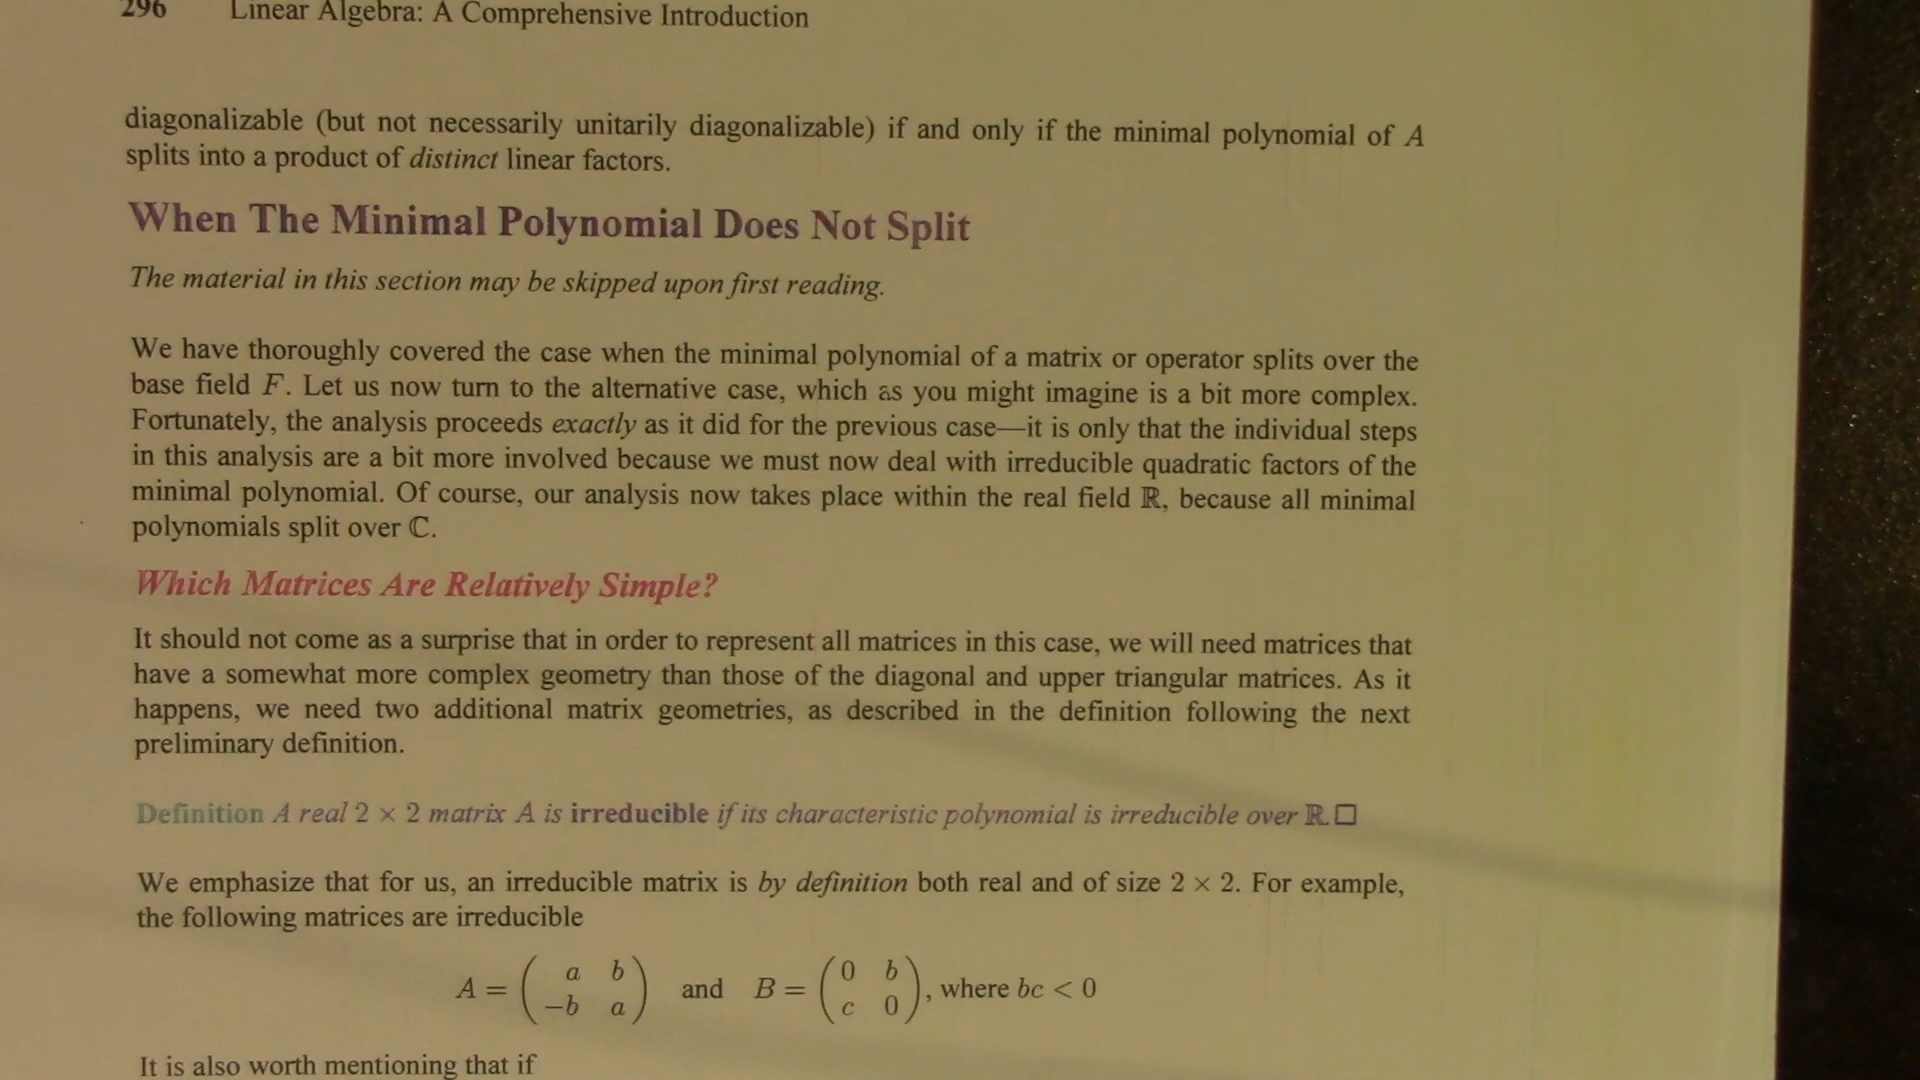 296 Linear Algebra: A Comprehensive Introduction
diagonalizable (but not necessarily unitarily diagonalizable) if and only if the minimal polynomial of A
splits into a product of distinct linear factors.
When The Minimal Polynomial Does Not Split
The material in this section may be skipped upon first reading.
We have thoroughly covered the case when the minimal polynomial of a matrix or operator splits over the
base field F. Let us now turn to the alternative case, which as you might imagine is a bit more complex.
Fortunately, the analysis proceeds exactly as it did for the previous case—it is only that the individual steps
in this analysis are a bit more involved because we must now deal with irreducible quadratic factors of the
minimal polynomial. Of course, our analysis now takes place within the real field ℝ, because all minimal
polynomials split over ℂ.
Which Matrices Are Relatively Simple?
It should not come as a surprise that in order to represent all matrices in this case, we will need matrices that
have a somewhat more complex geometry than those of the diagonal and upper triangular matrices. As it
happens, we need two additional matrix geometries, as described in the definition following the next
preliminary definition.
Definition A real 2 × 2 matrix A is irreducible if its characteristic polynomial is irreducible over ℝ.□
We emphasize that for us, an irreducible matrix is by definition both real and of size 2 × 2. For example,
the following matrices are irreducible
A = ( a b
-b a ) and B = ( 0 b
c 0 ), where bc < 0
It is also worth mentioning that if